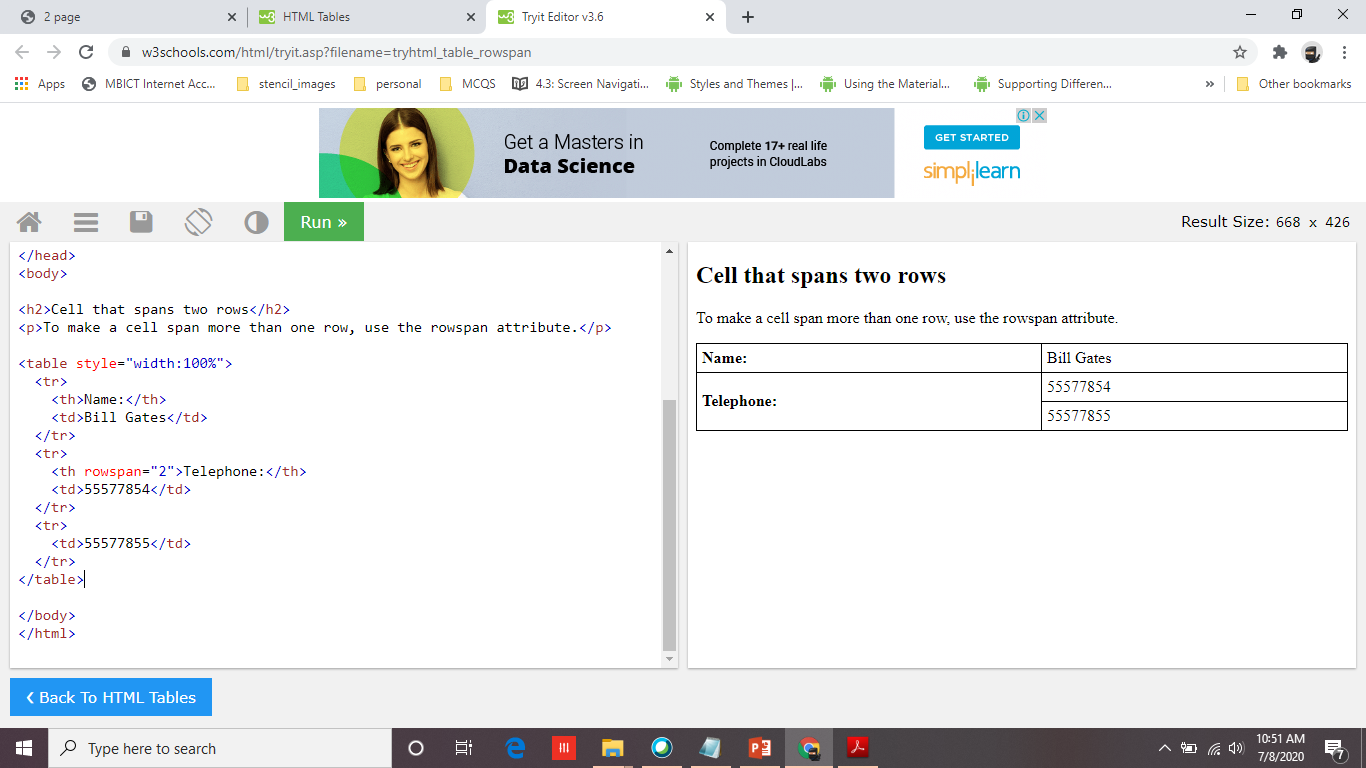 2 page
HTML Tables
Tryit Editor v3.6
w3schools.com/html/tryit.asp?filename=tryhtml_table_rowspan
Apps
MBICT Internet Acc...
stencil_images
personal
MCQS
4.3: Screen Navigati...
Styles and Themes |...
Using the Material...
Supporting Differen...
»
Other bookmarks
Get a Masters in
Data Science
Complete 17+ real life
projects in CloudLabs
GET STARTED
simplilearn
Run »
Result Size: 668 x 426
</head>
<body>
<h2>Cell that spans two rows</h2>
<p>To make a cell span more than one row, use the rowspan attribute.</p>
<table style="width:100%">
<tr>
<th>Name:</th>
<td>Bill Gates</td>
</tr>
<tr>
<th rowspan="2">Telephone:</th>
<td>55577854</td>
</tr>
<tr>
<td>55577855</td>
</tr>
</table>
</body>
</html>
Cell that spans two rows
To make a cell span more than one row, use the rowspan attribute.
Name: Bill Gates
Telephone: 55577854
55577855
❮ Back To HTML Tables
Type here to search
10:51 AM
7/8/2020
7